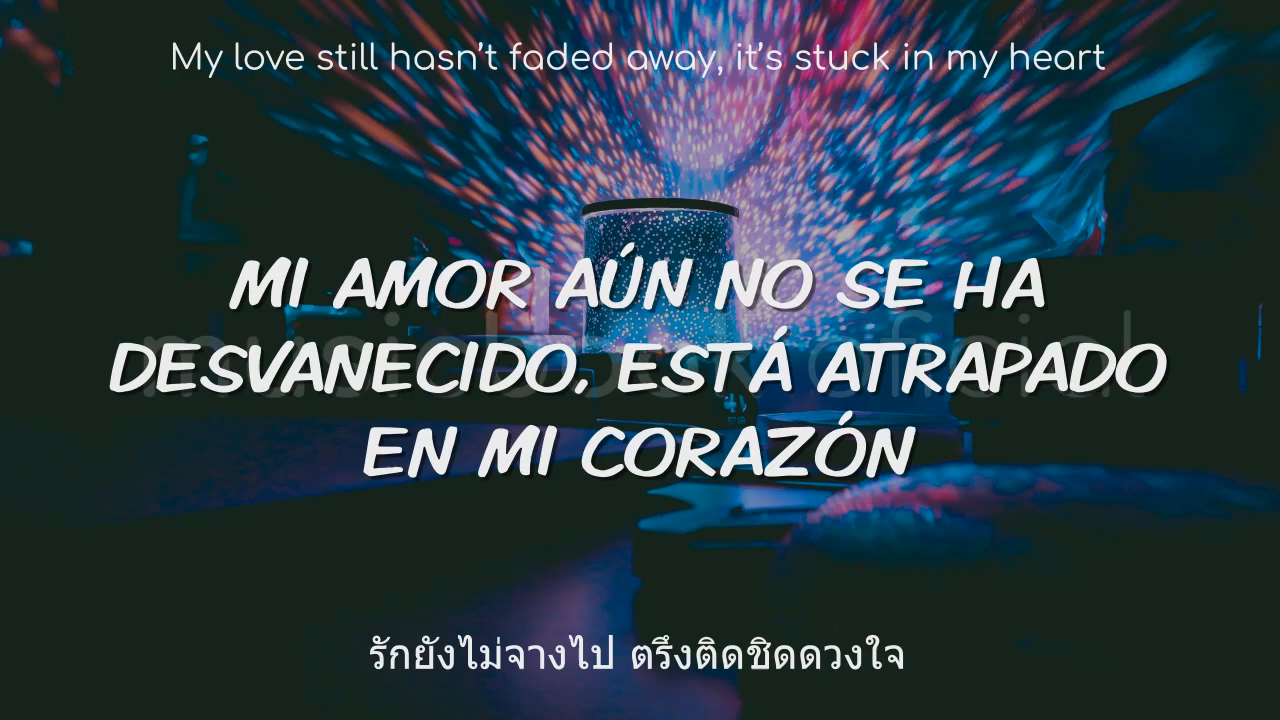 My love still hasn't faded away, it's stuck in my heart
MI AMOR AÚN NO SE HA
DESVANECIDO, ESTÁ ATRAPADO
EN MI CORAZÓN
รักยังไม่จางไป ตรึงติดชิดดวงใจ